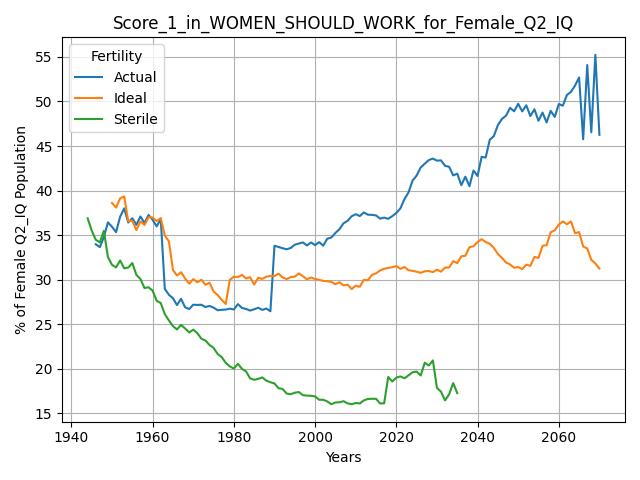 Score_1_in_WOMEN_SHOULD_WORK_for_Female_Q2_IQ
Fertility
Actual
Ideal
Sterile
% of Female Q2_IQ Population
55
50
45
40
35
30
25
20
15
1940
1960
1980
2000
2020
2040
2060
Years